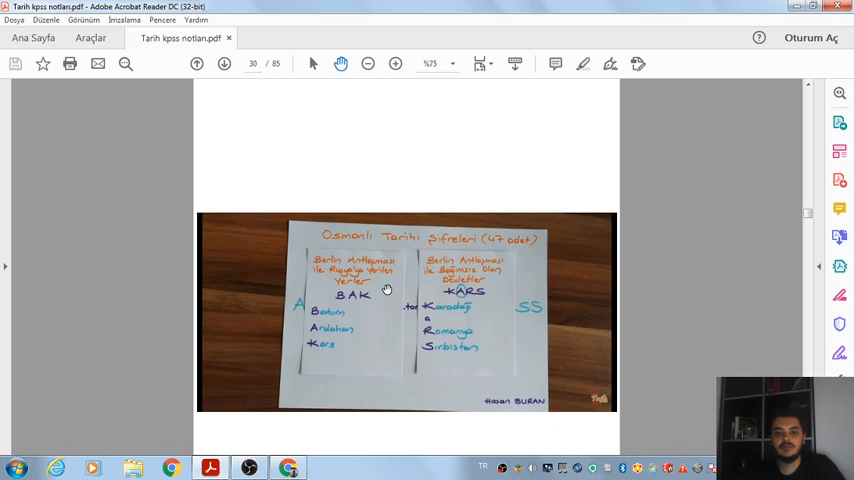 Tarih kpss notları.pdf - Adobe Acrobat Reader DC (32-bit)
Dosya Düzenle Görünüm İmzalama Pencere Yardım
Ana Sayfa Araçlar Tarih kpss notları.pdf × Oturum Aç
30 / 85 %75
Osmanlı Tarihi Şifreleri (47 adet)
Berlin Antlaşması
ile Rusya'ya Verilen
Yerler
BAK
Batum
Ardahan
Kars
Berlin Antlaşması
ile Bağımsız Olan
Devletler
KARS
Karadağ
a
Romanya
Sırbistan
A
SS
Hasan BURAN
TR